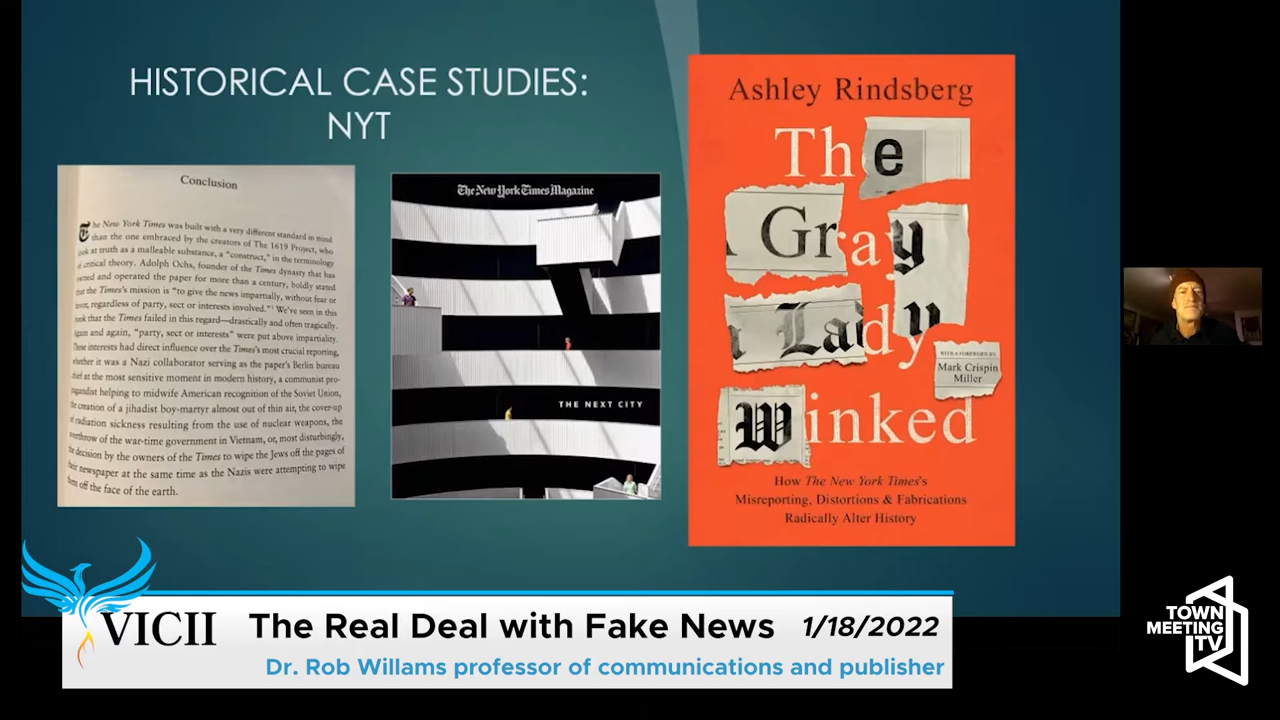 HISTORICAL CASE STUDIES:
NYT
Conclusion
The New York Times was built with a very different standard in mind
than the one embraced by the creators of The 1619 Project, who
look at truth as a malleable substance, a “construct,” in the terminology
of critical theory. Adolph Ochs, founder of the Times dynasty that has
owned and operated the paper for more than a century, boldly stated
that the Times's mission is “to give the news impartially, without fear or
favor, regardless of party, sect or interests involved.”¹ We've seen in this
book that the Times failed in this regard—drastically and often tragically.
Again and again, “party, sect or interests” were put above impartiality.
These interests had direct influence over the Times's most crucial reporting,
whether it was a Nazi collaborator serving as the paper's Berlin bureau
chief at the most sensitive moment in modern history, a communist pro-
pagandist helping to midwife American recognition of the Soviet Union,
the creation of a jihadist boy-martyr almost out of thin air, the cover-up
of radiation sickness resulting from the use of nuclear weapons, the
overthrow of the war-time government in Vietnam, or, most disturbingly,
the decision by the owners of the Times to wipe the Jews off the pages of
their newspaper at the same time as the Nazis were attempting to wipe
them off the face of the earth.
The New York Times Magazine
THE NEXT CITY
Ashley Rindsberg
The
Gray
Lady
Winked
WITH A FOREWORD BY
Mark Crispin
Miller
How The New York Times's
Misreporting, Distortions & Fabrications
Radically Alter History
VICII
The Real Deal with Fake News 1/18/2022
Dr. Rob Willams professor of communications and publisher
TOWN
MEETING
TV